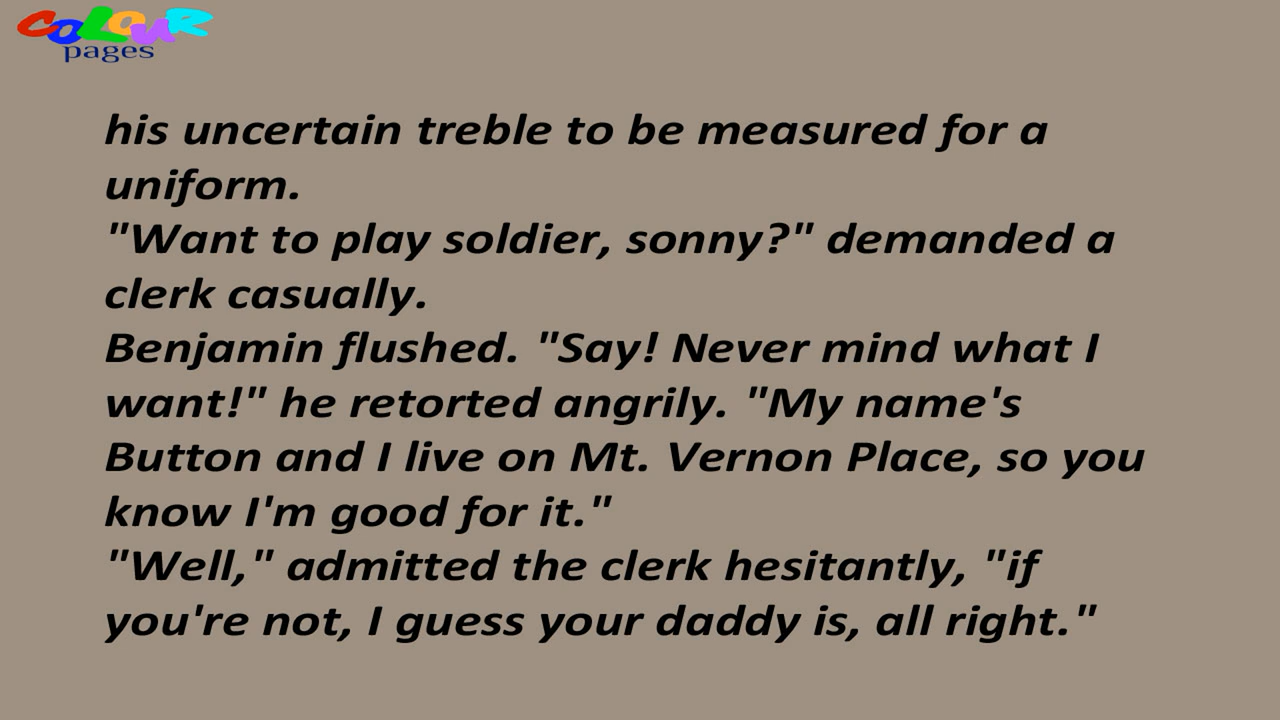 COLOUR
pages
his uncertain treble to be measured for a
uniform.
"Want to play soldier, sonny?" demanded a
clerk casually.
Benjamin flushed. "Say! Never mind what I
want!" he retorted angrily. "My name's
Button and I live on Mt. Vernon Place, so you
know I'm good for it."
"Well," admitted the clerk hesitantly, "if
you're not, I guess your daddy is, all right."